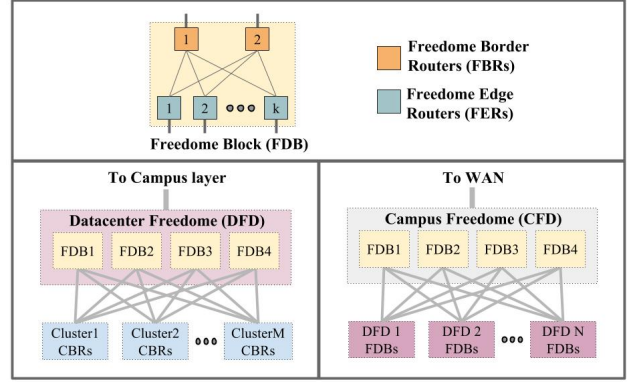 1 2
1 2 k
Freedome Block (FDB)
Freedome Border
Routers (FBRs)
Freedome Edge
Routers (FERs)
To Campus layer
Datacenter Freedome (DFD)
FDB1 FDB2 FDB3 FDB4
Cluster1 Cluster2 ClusterM
CBRs CBRs CBRs
To WAN
Campus Freedome (CFD)
FDB1 FDB2 FDB3 FDB4
DFD 1 DFD 2 DFD N
FDBs FDBs FDBs